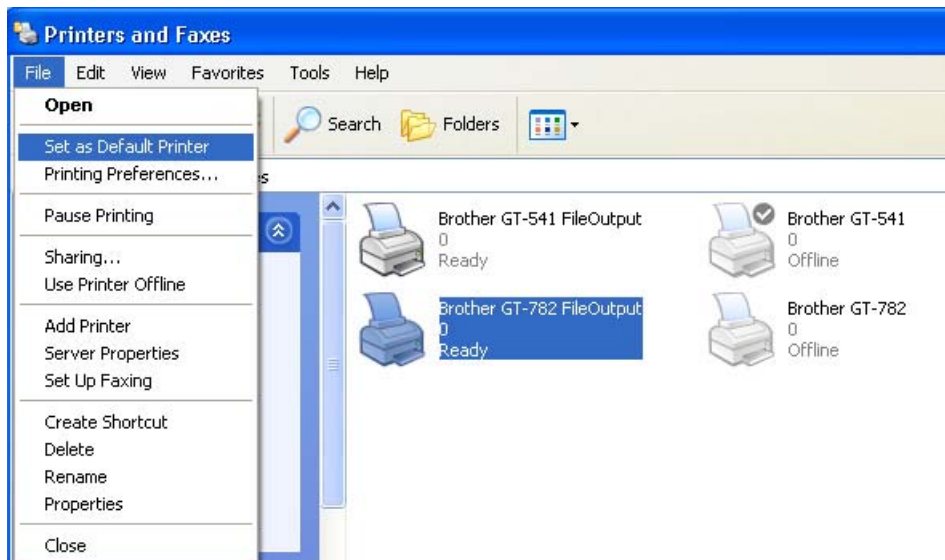 Printers and Faxes
File Edit View Favorites Tools Help
Search Folders
Open
Set as Default Printer
Printing Preferences...
Pause Printing
Sharing...
Use Printer Offline
Add Printer
Server Properties
Set Up Faxing
Create Shortcut
Delete
Rename
Properties
Close
Brother GT-541 FileOutput
0
Ready
Brother GT-541
0
Offline
Brother GT-782 FileOutput
0
Ready
Brother GT-782
0
Offline